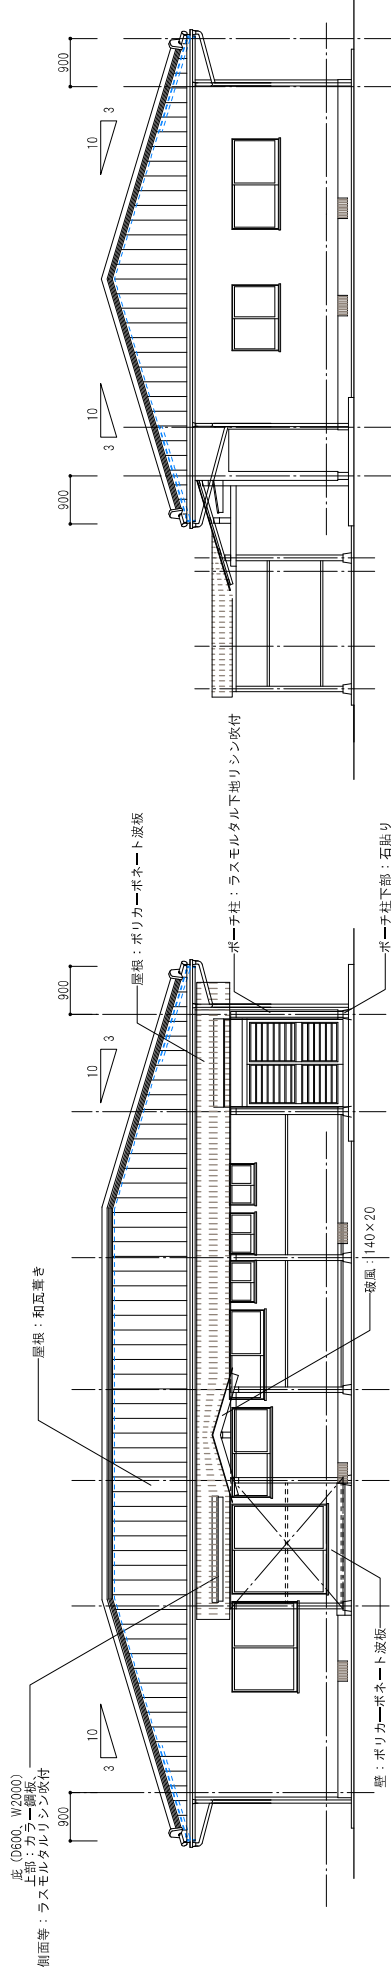 庇 (D600、W2000)
上部：カラー鋼板、
側面等：ラスモルタルリシン吹付
屋根：和瓦葺き
屋根：ポリカーボネート波板
ポーチ柱：ラスモルタル下地リシン吹付
ポーチ柱下部：石貼り
破風：140×20
壁：ポリカーボネート波板
900
10
3
10
3
900
900
10
3
10
3
900